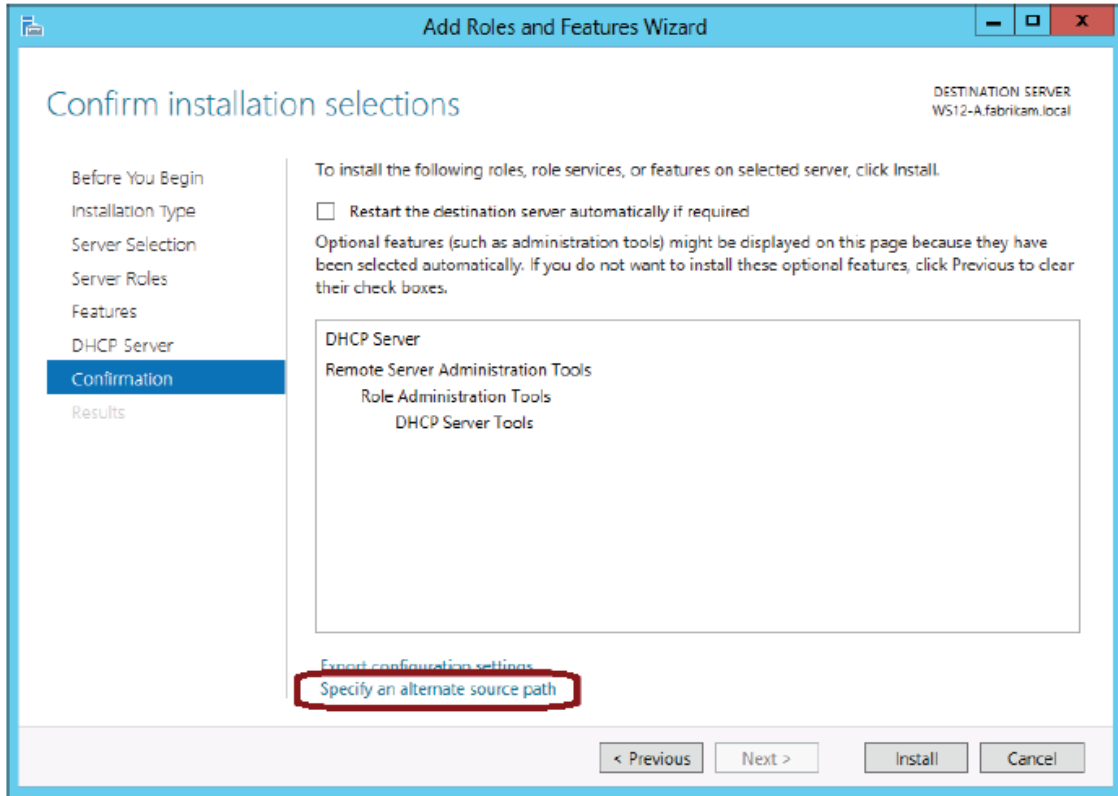 Add Roles and Features Wizard
Confirm installation selections
DESTINATION SERVER
WS12-A.fabrikam.local
Before You Begin
Installation Type
Server Selection
Server Roles
Features
DHCP Server
Confirmation
Results
To install the following roles, role services, or features on selected server, click Install.
Restart the destination server automatically if required
Optional features (such as administration tools) might be displayed on this page because they have
been selected automatically. If you do not want to install these optional features, click Previous to clear
their check boxes.
DHCP Server
Remote Server Administration Tools
Role Administration Tools
DHCP Server Tools
Export configuration settings
Specify an alternate source path
< Previous
Next >
Install
Cancel